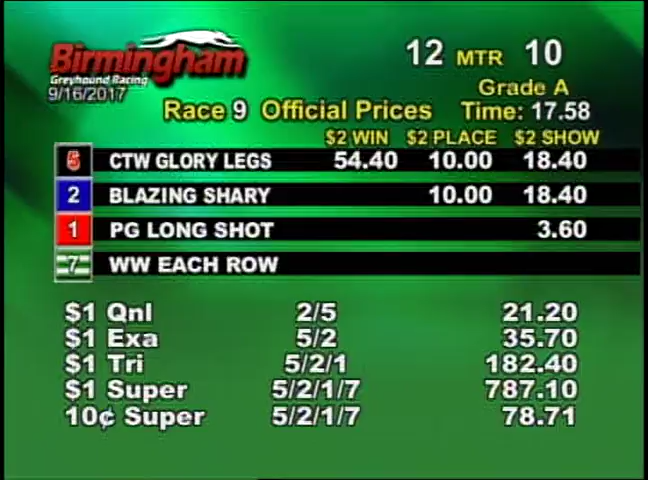 Birmingham
Greyhound Racing
9/16/2017
12 MTR 10
Grade A
Race 9 Official Prices Time: 17.58
$2 WIN $2 PLACE $2 SHOW
5 CTW GLORY LEGS 54.40 10.00 18.40
2 BLAZING SHARY 10.00 18.40
1 PG LONG SHOT 3.60
7 WW EACH ROW
$1 Qnl 2/5 21.20
$1 Exa 5/2 35.70
$1 Tri 5/2/1 182.40
$1 Super 5/2/1/7 787.10
10¢ Super 5/2/1/7 78.71